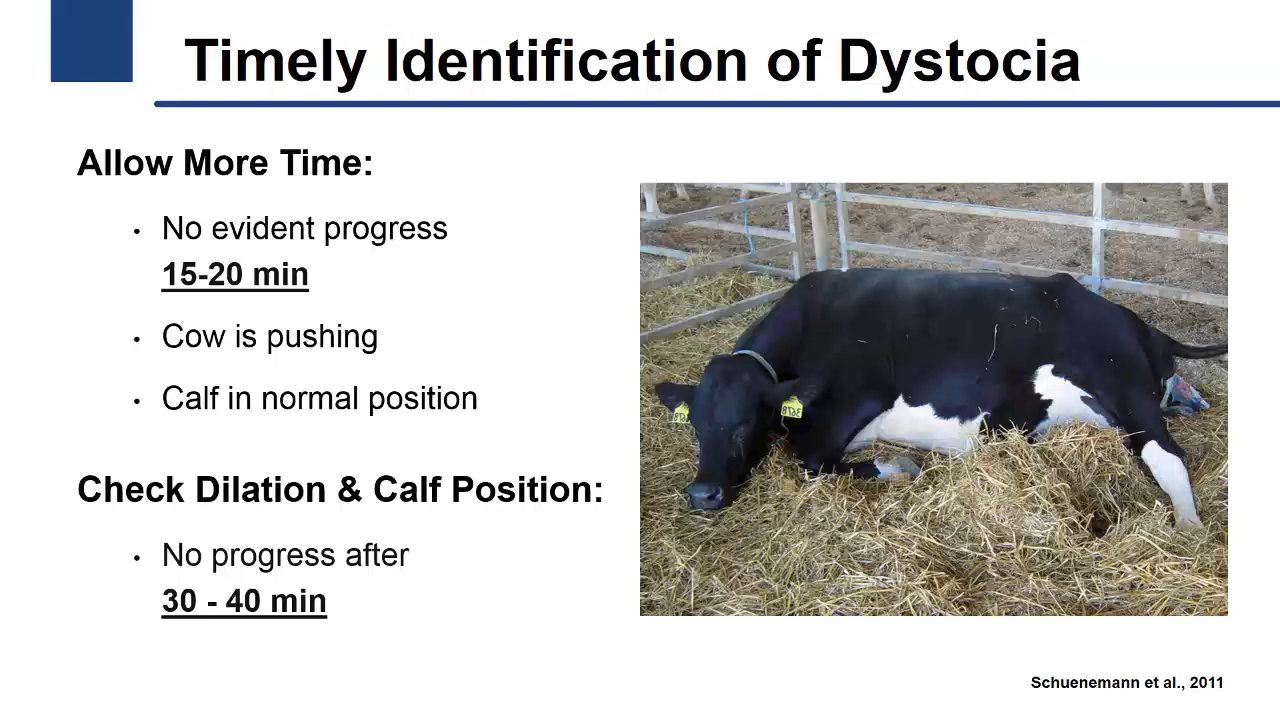 Timely Identification of Dystocia
Allow More Time:
• No evident progress
15-20 min
• Cow is pushing
• Calf in normal position
Check Dilation & Calf Position:
• No progress after
30 - 40 min
Schuenemann et al., 2011